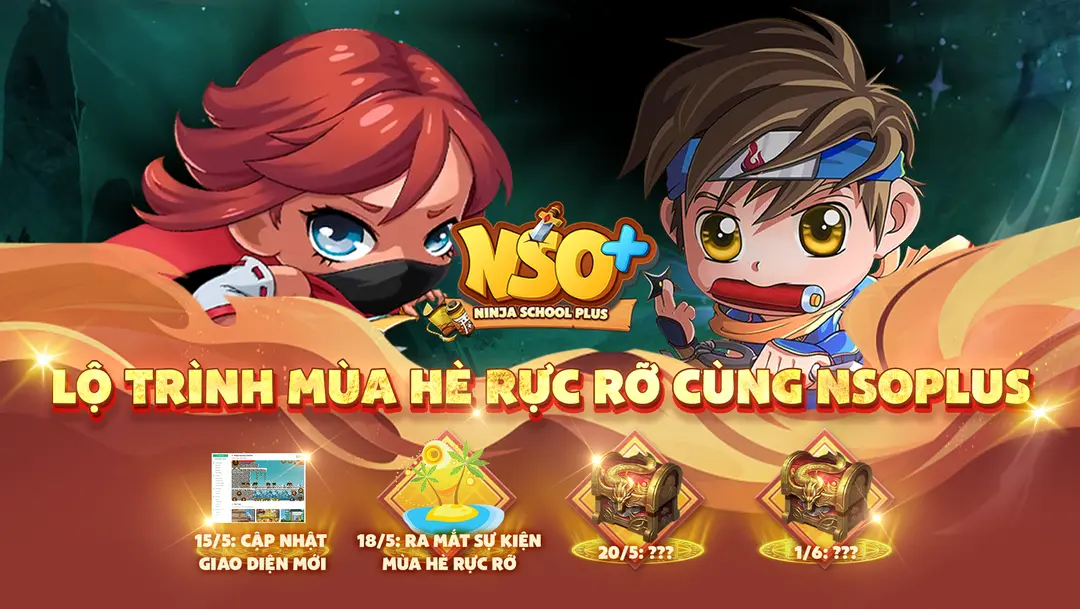 NSO+
NINJA SCHOOL PLUS
LỘ TRÌNH MÙA HÈ RỰC RỠ CÙNG NSOPLUS
15/5: CẬP NHẬT
GIAO DIỆN MỚI
18/5: RA MẮT SỰ KIỆN
MÙA HÈ RỰC RỠ
20/5: ???
1/6: ???